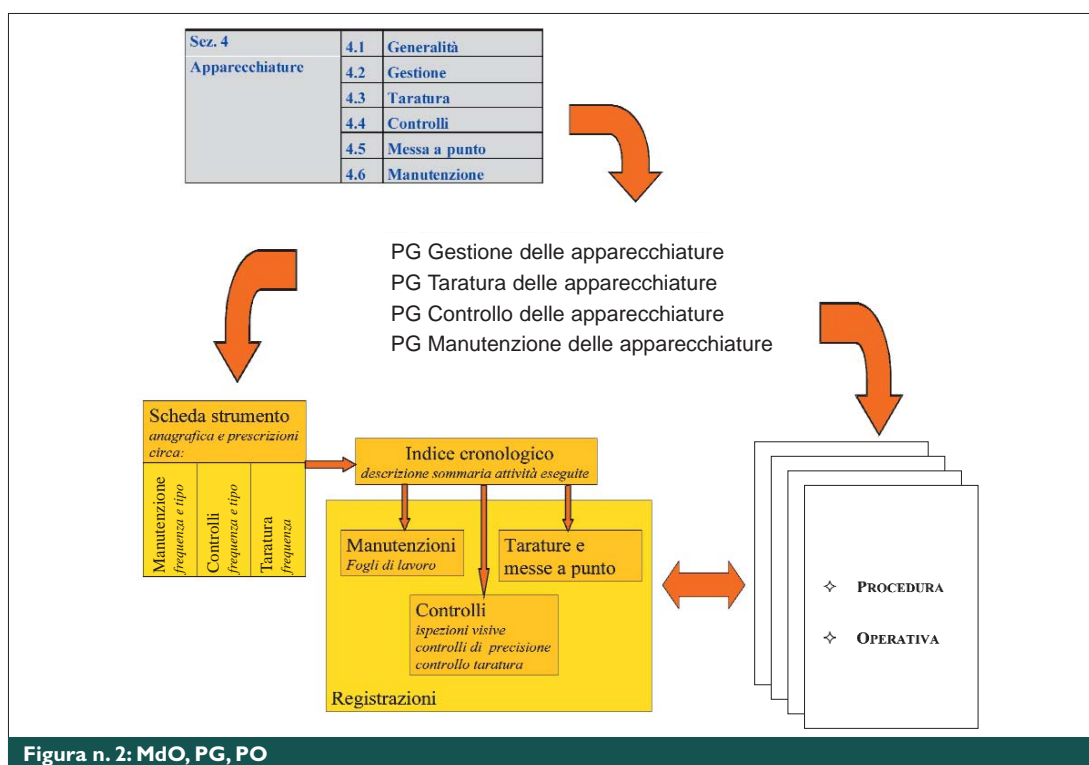 Sez. 4
Apparecchiature
4.1 Generalità
4.2 Gestione
4.3 Taratura
4.4 Controlli
4.5 Messa a punto
4.6 Manutenzione
PG Gestione delle apparecchiature
PG Taratura delle apparecchiature
PG Controllo delle apparecchiature
PG Manutenzione delle apparecchiature
Scheda strumento
anagrafica e prescrizioni
circa:
Manutenzione
frequenza e tipo
Controlli
frequenza e tipo
Taratura
frequenza
Indice cronologico
descrizione sommaria attività eseguite
Manutenzioni
Fogli di lavoro
Tarature e
messe a punto
Controlli
ispezioni visive
controlli di precisione
controllo taratura
Registrazioni
✧ PROCEDURA
✧ OPERATIVA
Figura n. 2: MdO, PG, PO